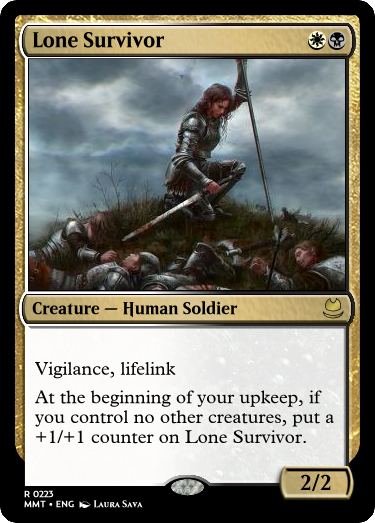 Lone Survivor
Creature — Human Soldier
Vigilance, lifelink
At the beginning of your upkeep, if
you control no other creatures, put a
+1/+1 counter on Lone Survivor.
2/2
R 0223
MMT • ENG Laura Sava